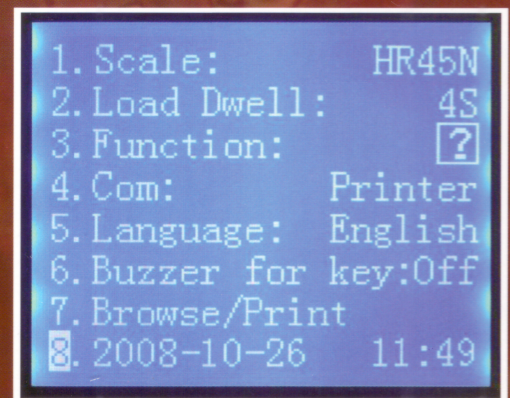 1.Scale: HR45N
2.Load Dwell: 4S
3.Function: ?
4.Com: Printer
5.Language: English
6.Buzzer for key:Off
7.Browse/Print
8.2008-10-26 11:49